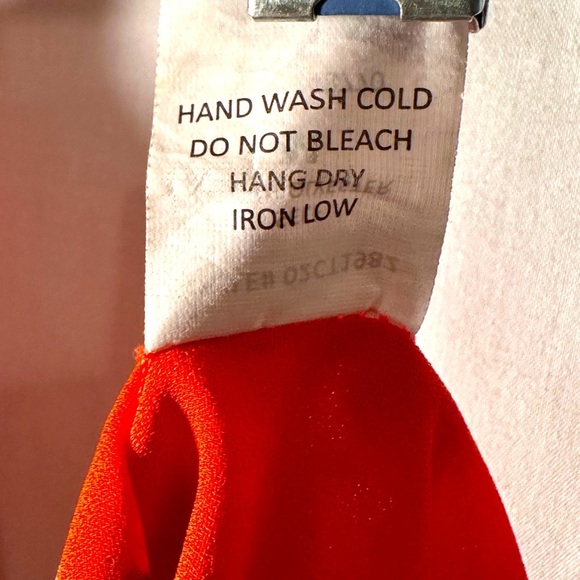 HAND WASH COLD
DO NOT BLEACH
HANG DRY
IRON LOW